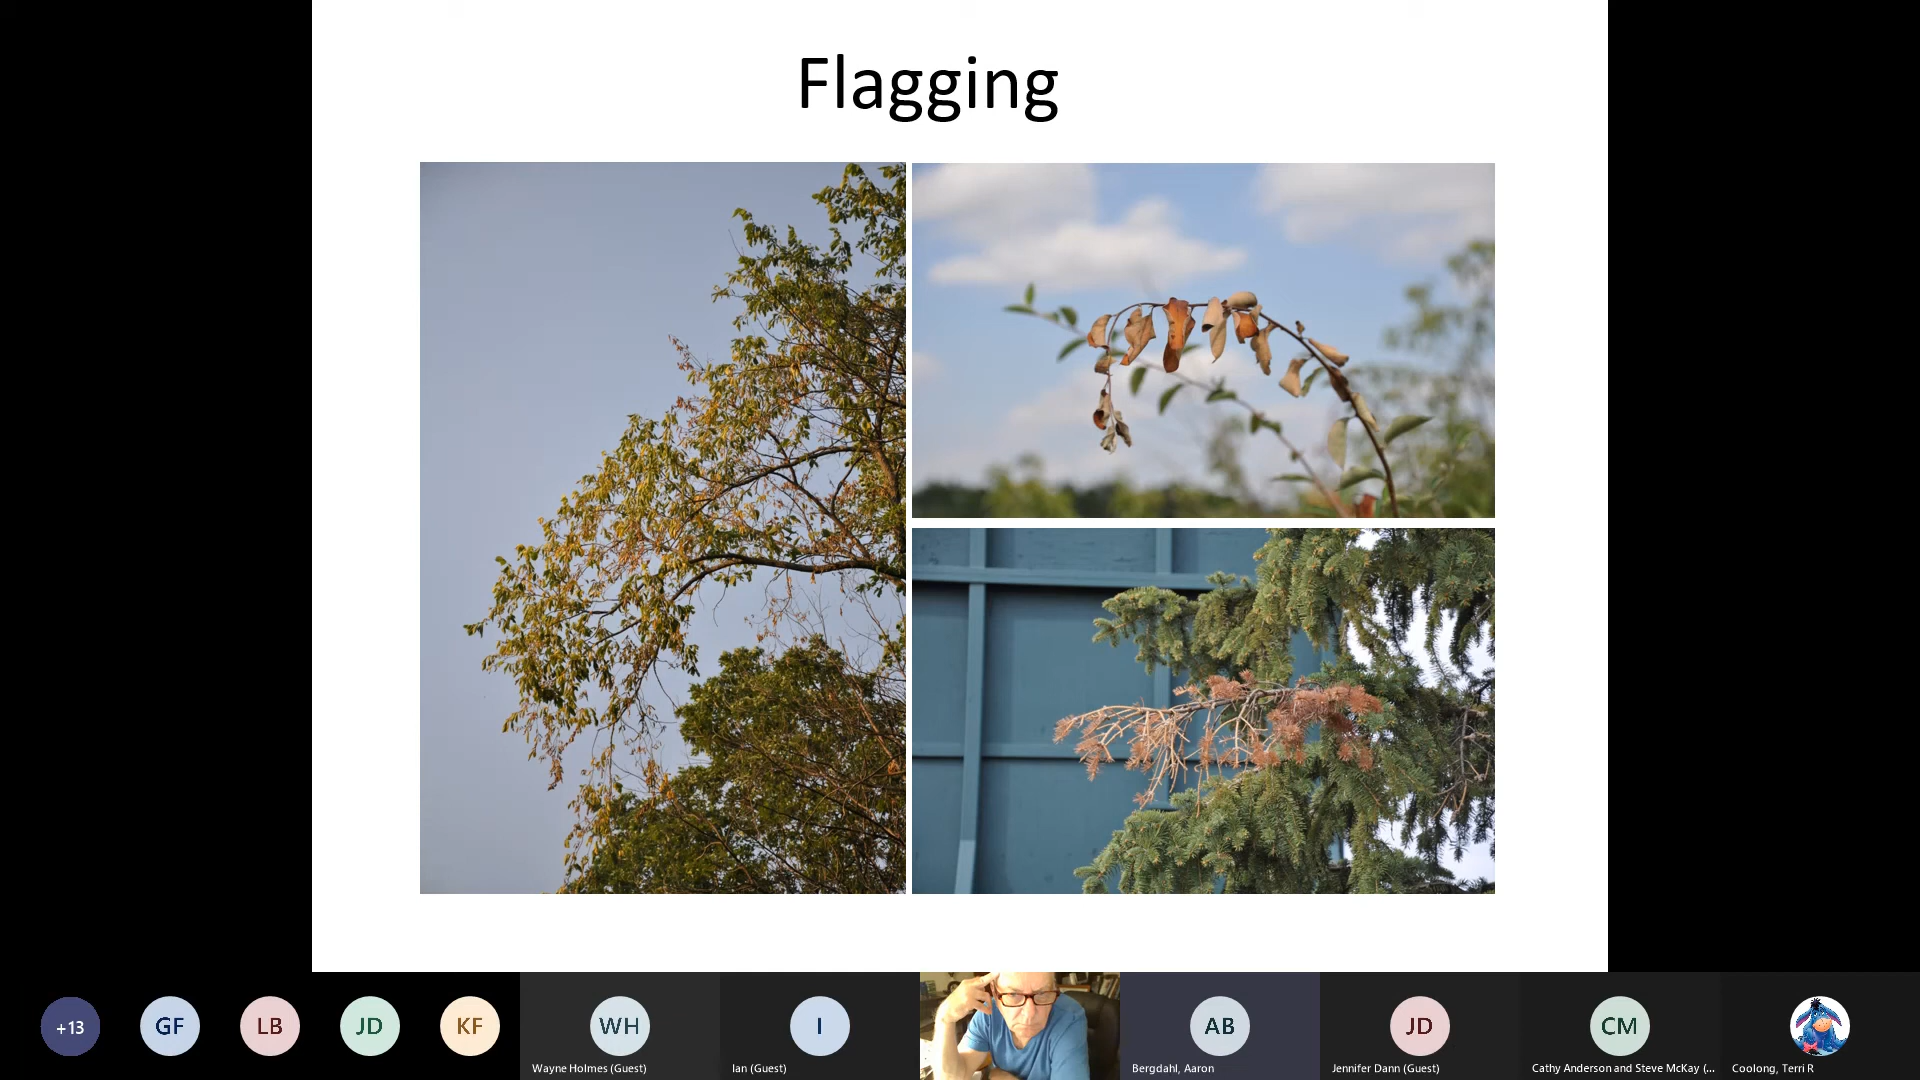 Flagging
+13
GF
LB
JD
KF
WH
Wayne Holmes (Guest)
I
Ian (Guest)
AB
Bergdahl, Aaron
JD
Jennifer Dann (Guest)
CM
Cathy Anderson and Steve McKay (...
Coolong, Terri R